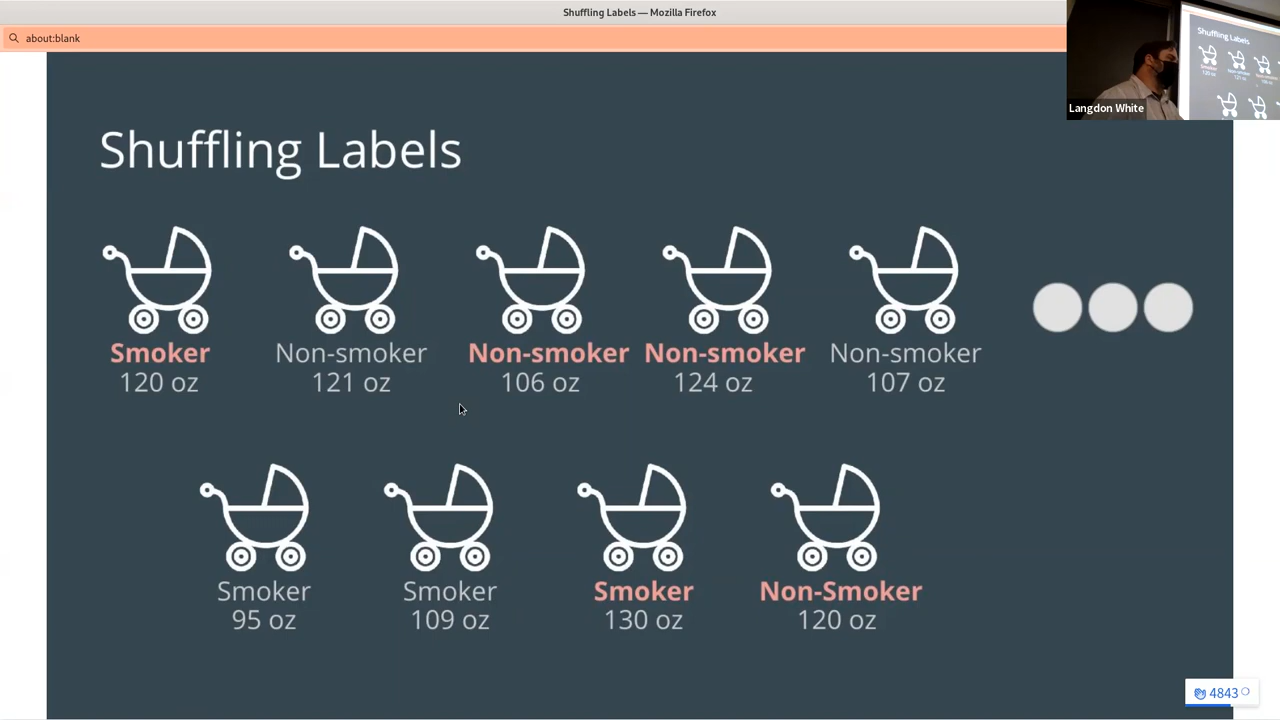 Shuffling Labels — Mozilla Firefox
about:blank
Langdon White
Shuffling Labels
Smoker Non-smoker Non-smoker Non-smoker Non-smoker
120 oz 121 oz 106 oz 124 oz 107 oz
Smoker Smoker Smoker Non-Smoker
95 oz 109 oz 130 oz 120 oz
4843
Shuffling Labels